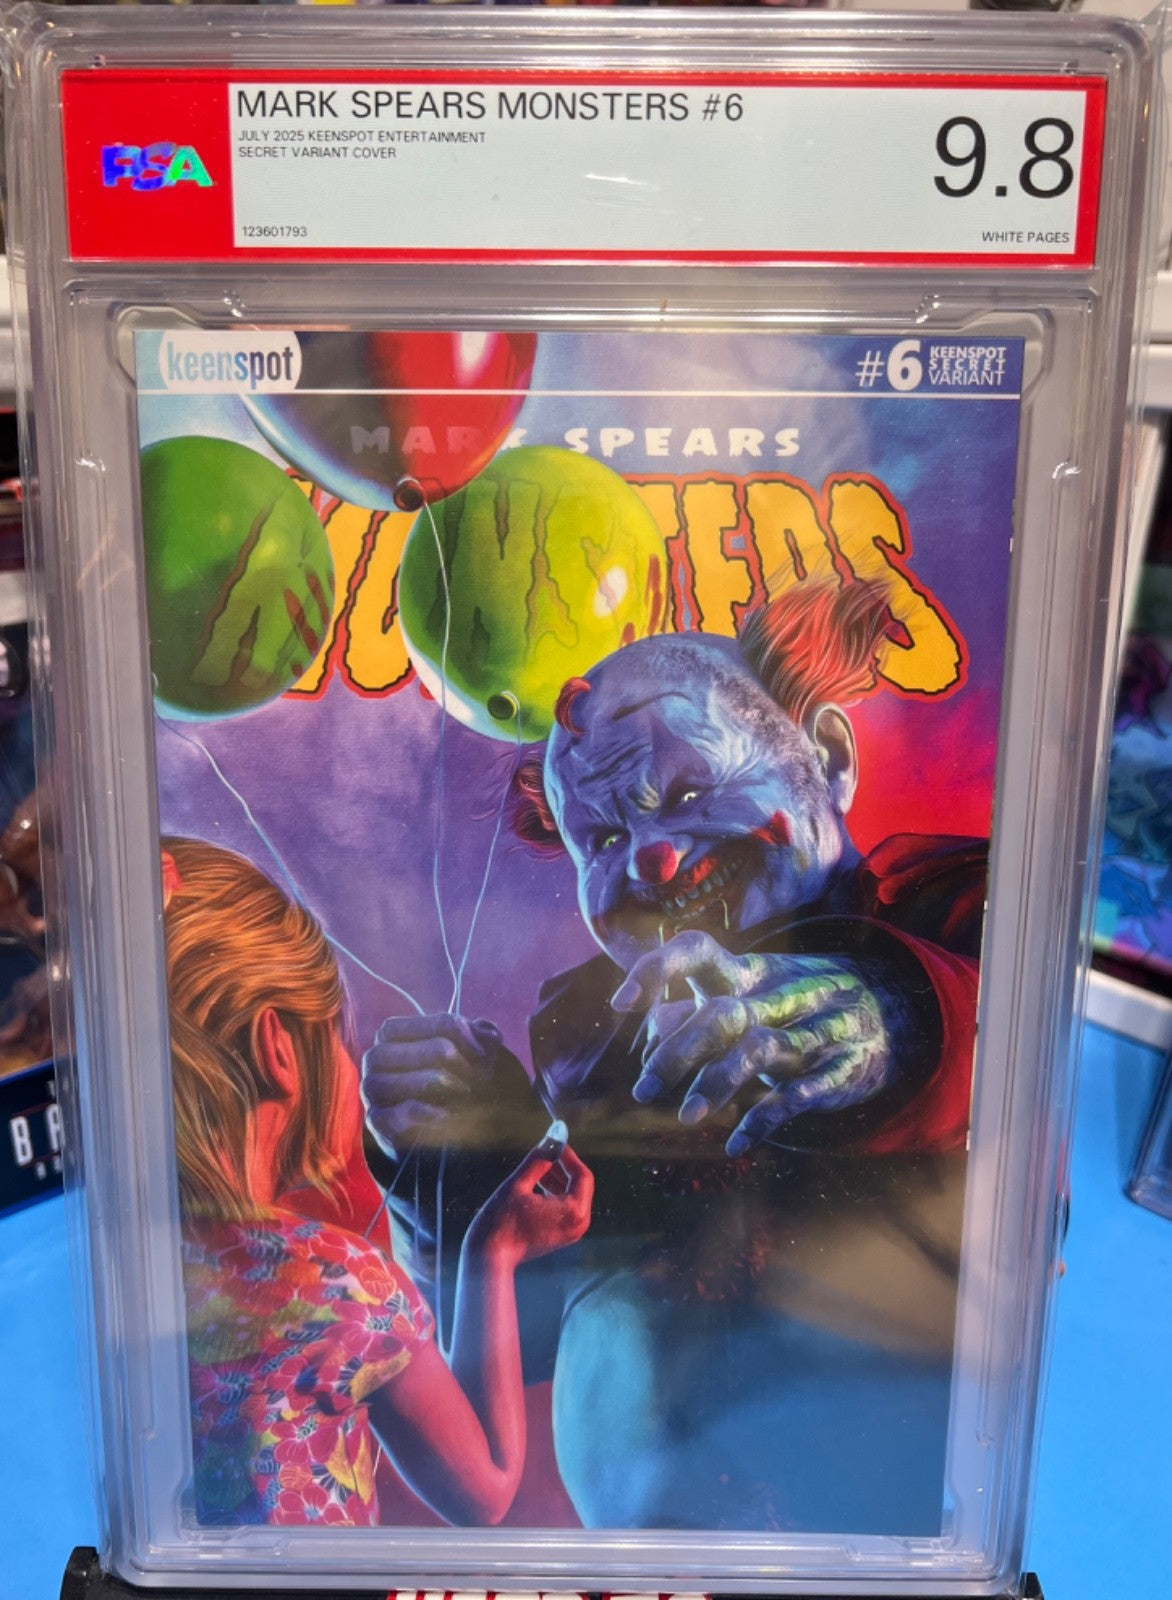 MARK SPEARS MONSTERS #6
JULY 2025 KEENSPOT ENTERTAINMENT
SECRET VARIANT COVER
PSA
9.8
123601793
WHITE PAGES
keenspot
#6 KEENSPOT
SECRET
VARIANT
MARK SPEARS
MONSTERS